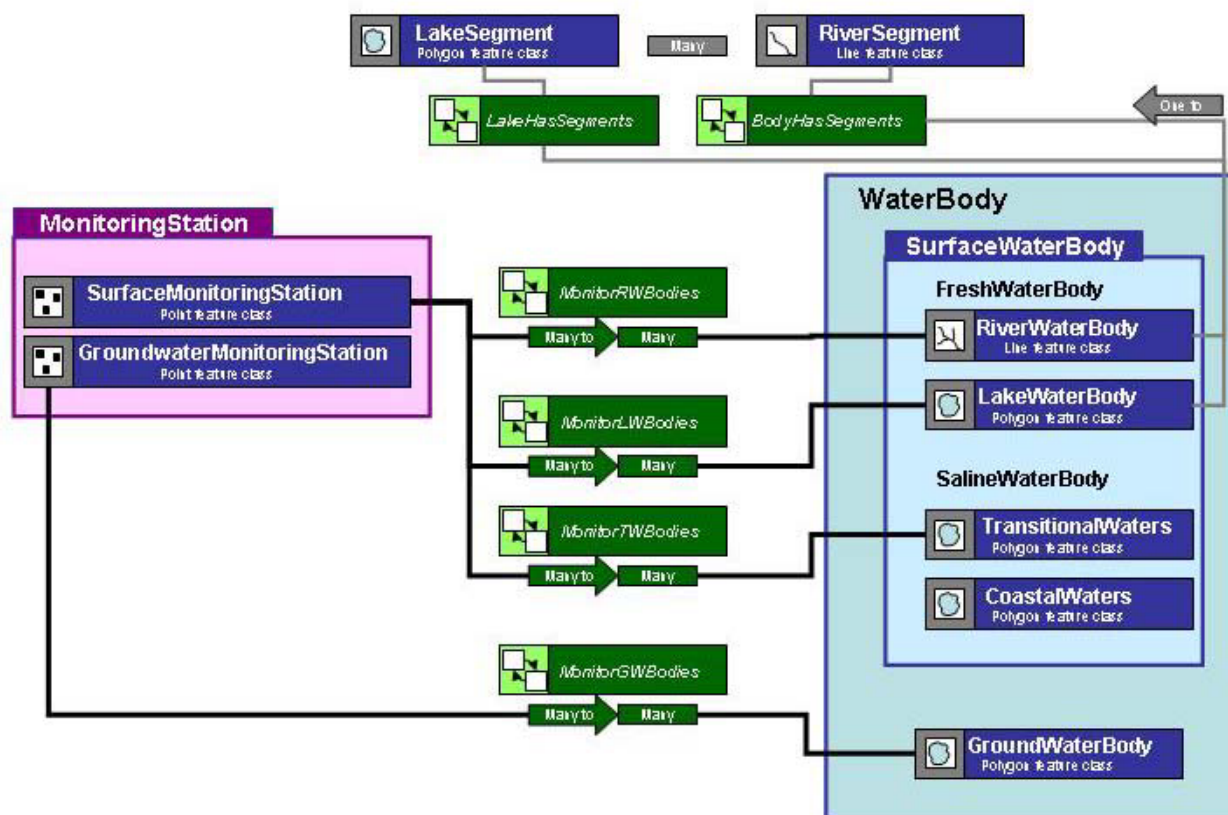 LakeSegment
Polygon feature class
Many
RiverSegment
Line feature class
LakeHasSegments
BodyHasSegments
One to
WaterBody
MonitoringStation
SurfaceWaterBody
SurfaceMonitoringStation
Point feature class
GroundwaterMonitoringStation
Point feature class
MonitorRWBodies
Many to
Many
FreshWaterBody
RiverWaterBody
Line feature class
LakeWaterBody
Polygon feature class
MonitorLWBodies
Many to
Many
SalineWaterBody
MonitorTWBodies
Many to
Many
TransitionalWaters
Polygon feature class
CoastalWaters
Polygon feature class
MonitorGWBodies
Many to
Many
GroundWaterBody
Polygon feature class